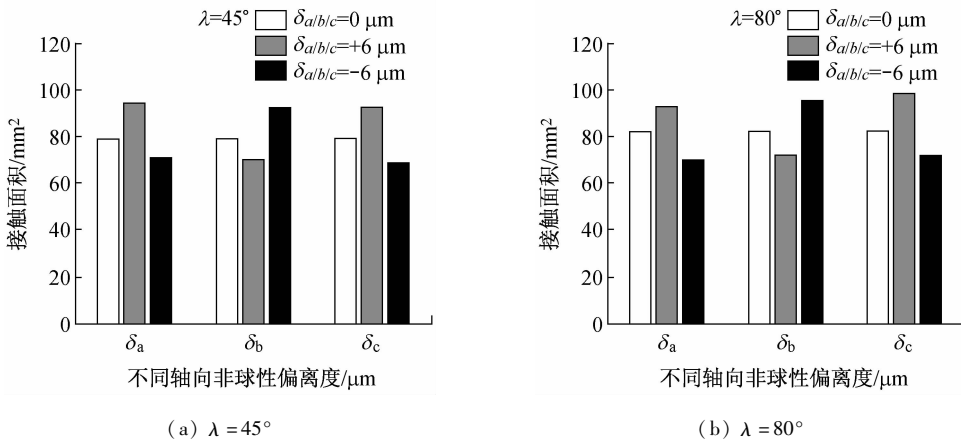 λ=45°
δa/b/c=0 μm
δa/b/c=+6 μm
δa/b/c=−6 μm
接触面积/mm²
120
100
80
60
40
20
0
δa
δb
δc
不同轴向非球性偏离度/μm
(a) λ=45°
λ=80°
δa/b/c=0 μm
δa/b/c=+6 μm
δa/b/c=−6 μm
接触面积/mm²
120
100
80
60
40
20
0
δa
δb
δc
不同轴向非球性偏离度/μm
(b) λ=80°